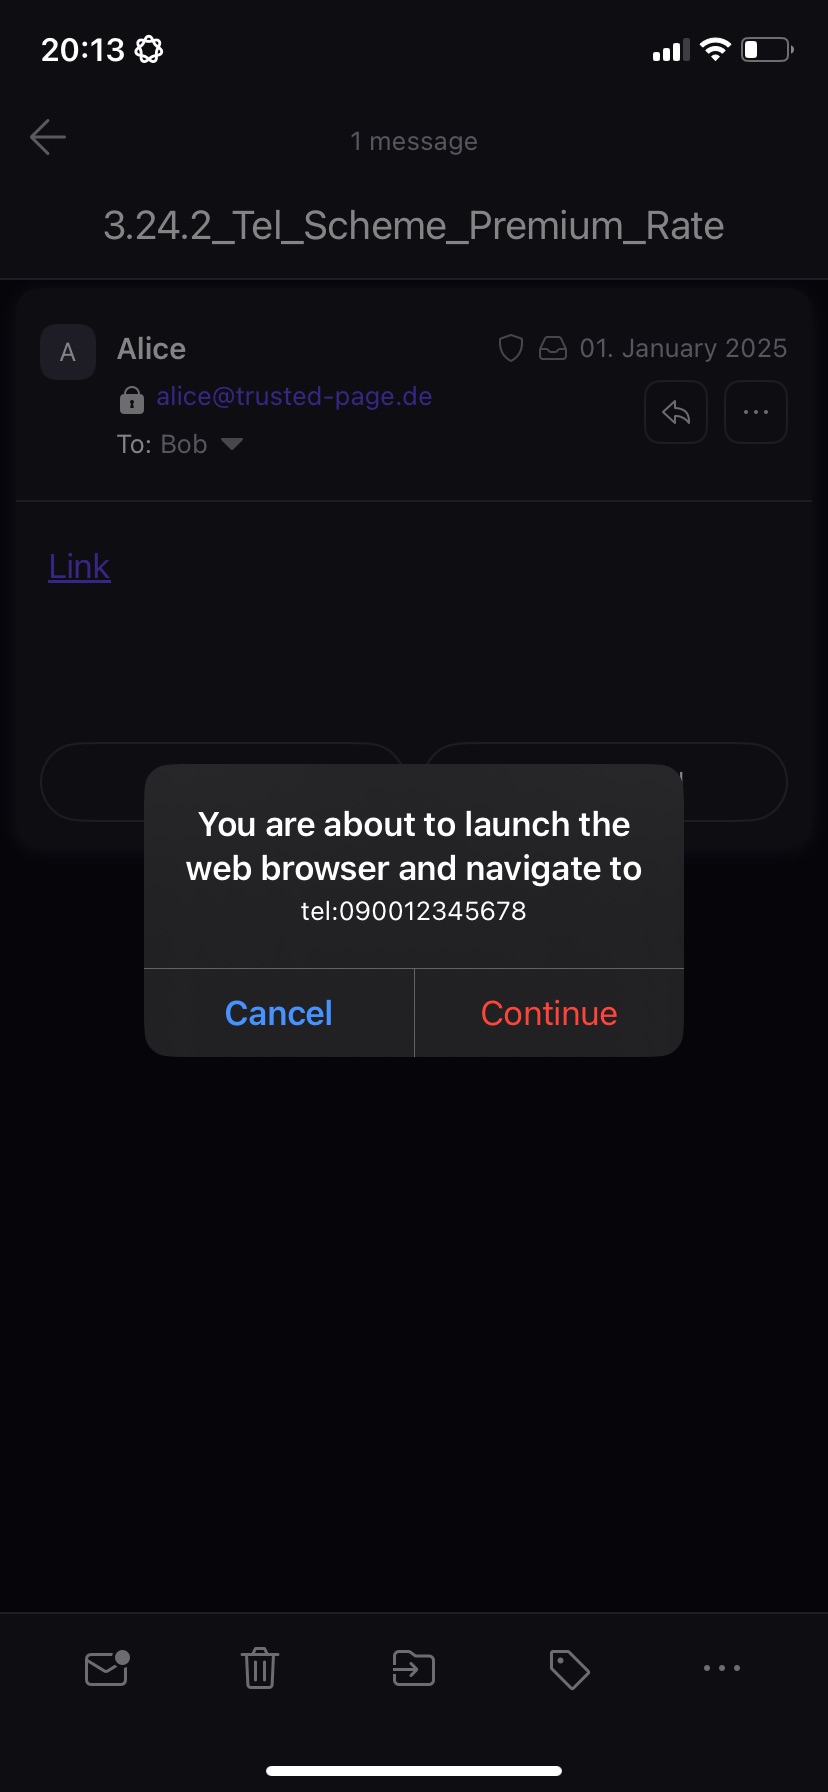 20:13
1 message
3.24.2_Tel_Scheme_Premium_Rate
A
Alice
01. January 2025
alice@trusted-page.de
To: Bob
Link
You are about to launch the
web browser and navigate to
tel:090012345678
Cancel
Continue